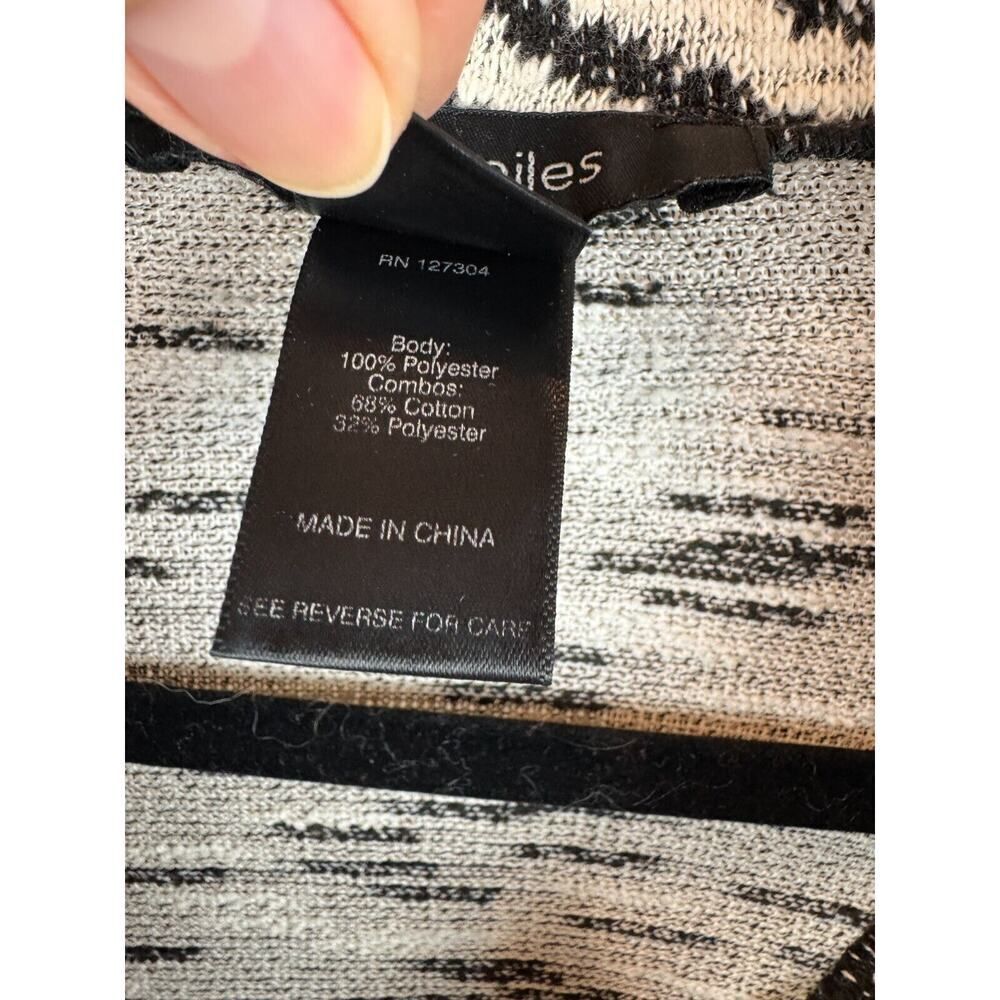 iles
RN 127304
Body:
100% Polyester
Combos:
68% Cotton
32% Polyester
MADE IN CHINA
SEE REVERSE FOR CARE